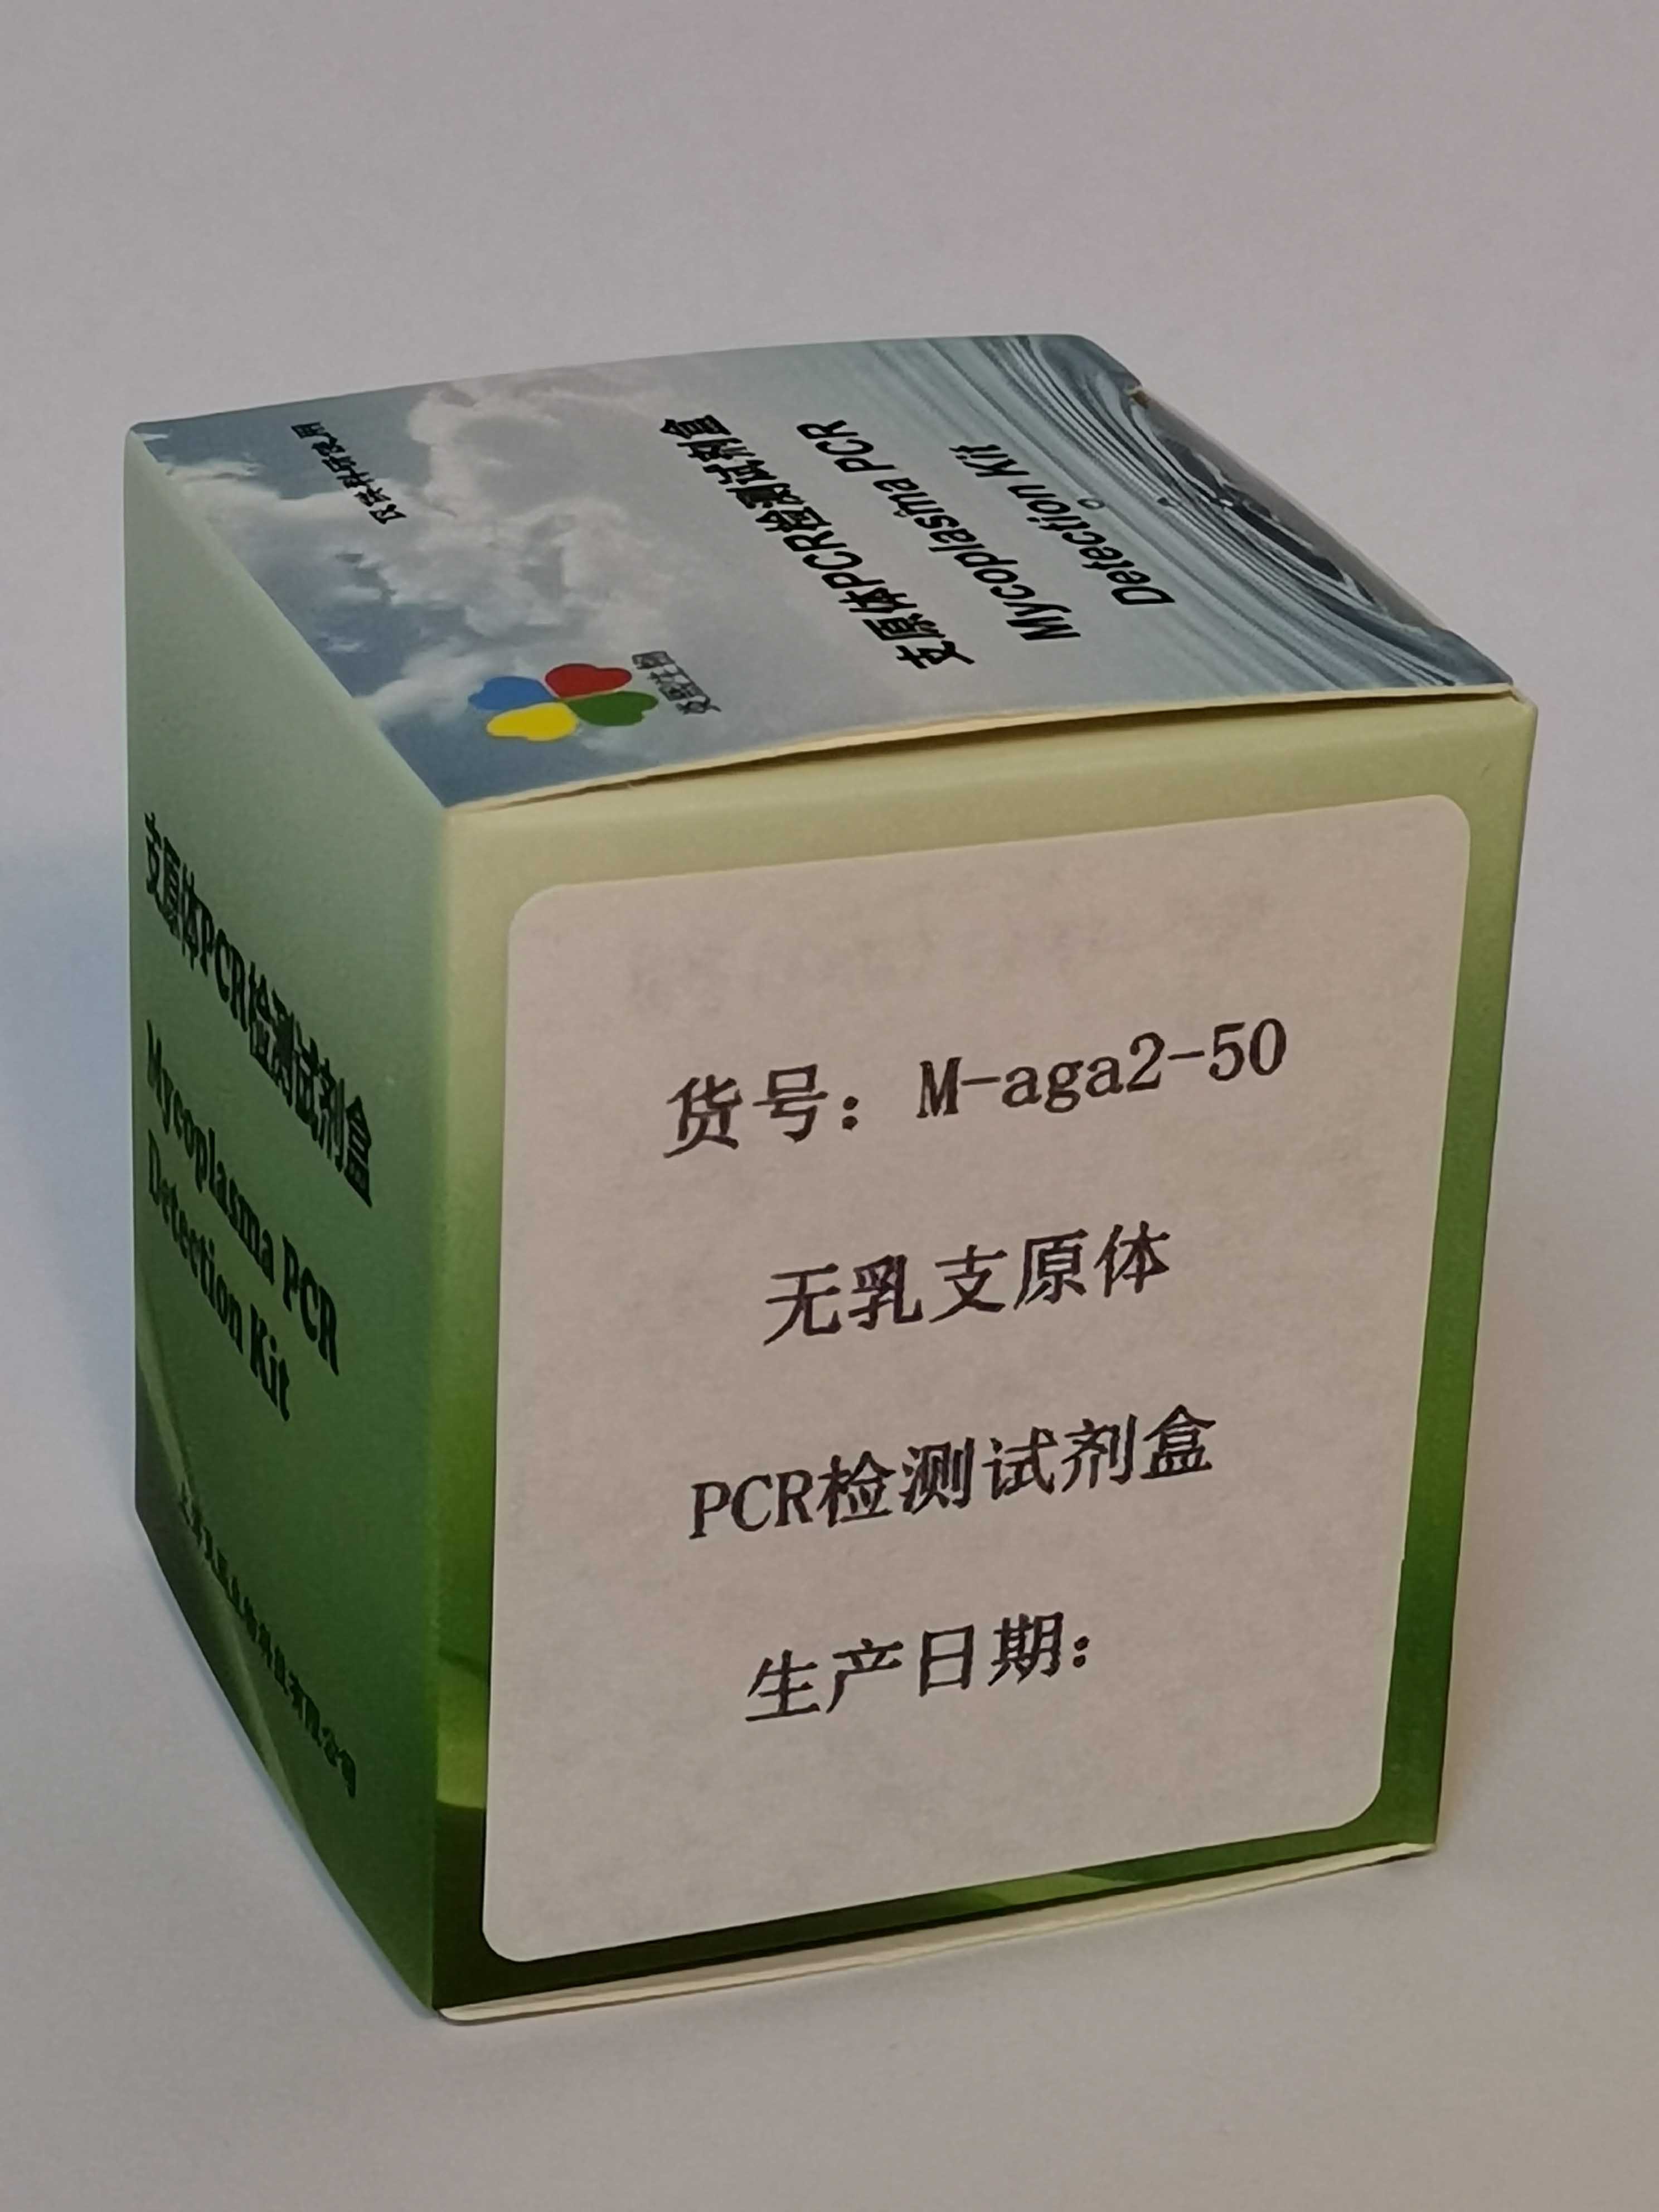 仅供科研使用
支原体PCR检测试剂盒
Mycoplasma PCR
Detection Kit
支原体PCR检测试剂盒
Mycoplasma PCR
Detection Kit
货号：M-aga2-50
无乳支原体
PCR检测试剂盒
生产日期：